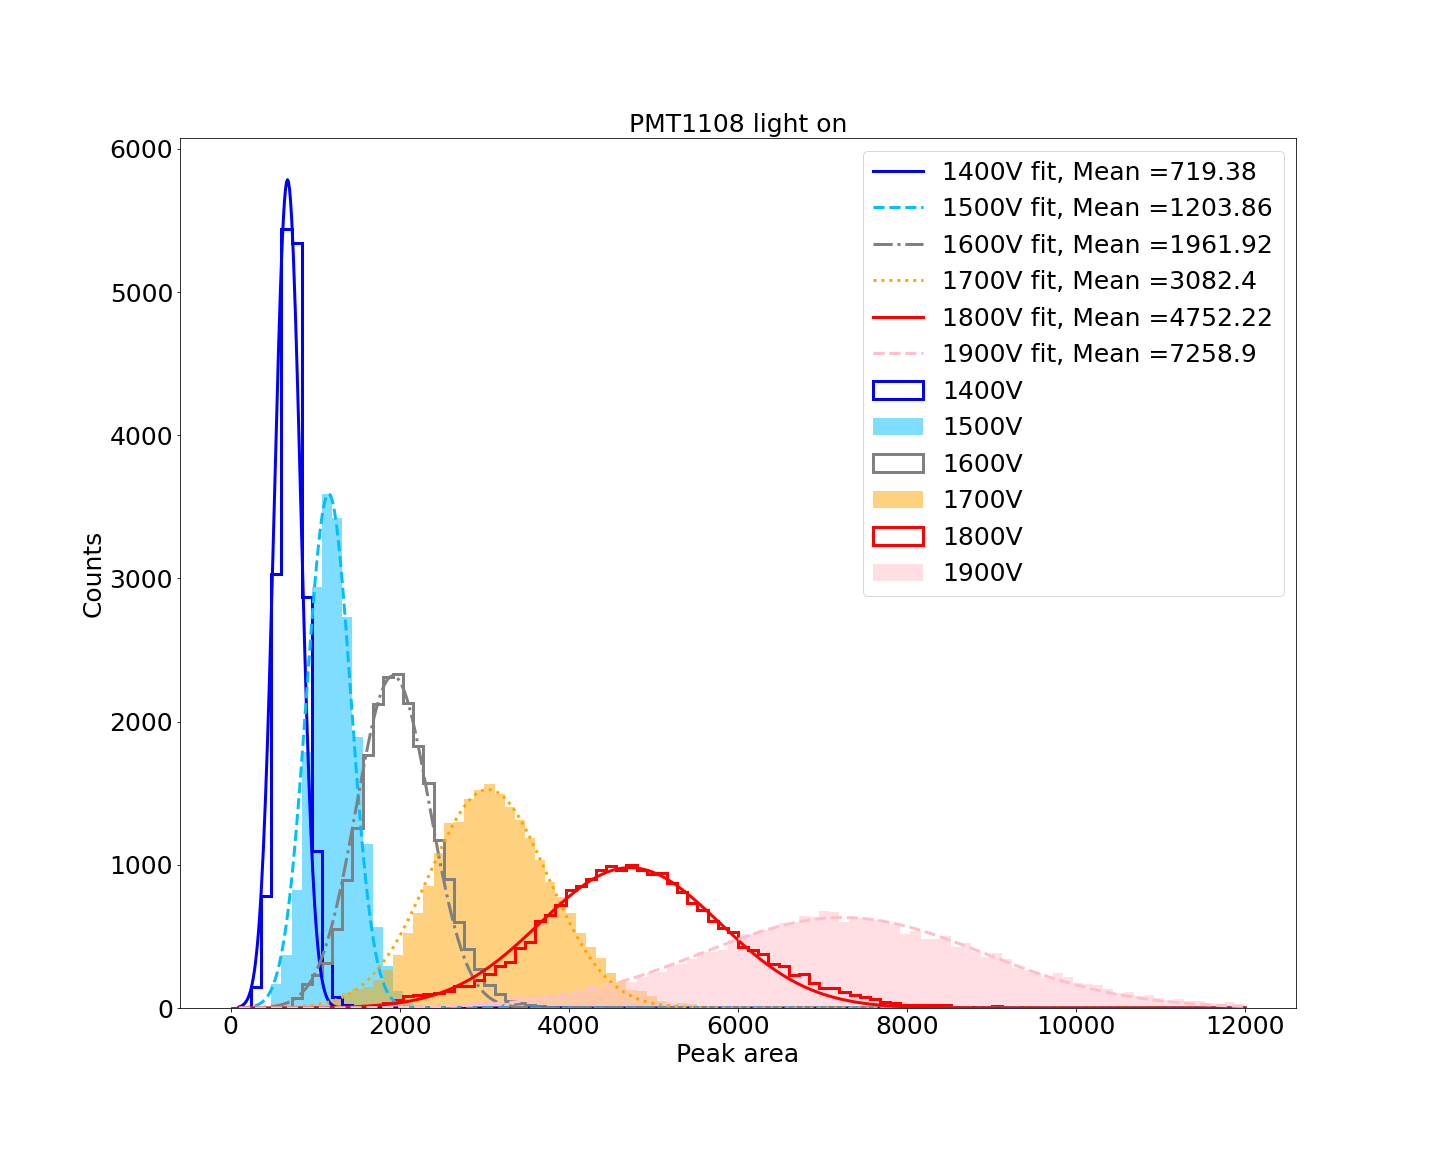 PMT1108 light on
6000
5000
4000
3000
2000
1000
0
Counts
1400V fit, Mean =719.38
1500V fit, Mean =1203.86
1600V fit, Mean =1961.92
1700V fit, Mean =3082.4
1800V fit, Mean =4752.22
1900V fit, Mean =7258.9
1400V
1500V
1600V
1700V
1800V
1900V
0 2000 4000 6000 8000 10000 12000
Peak area